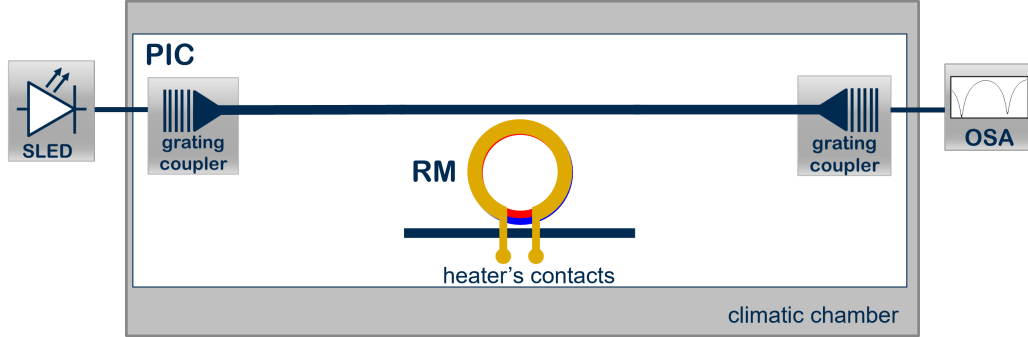 PIC
SLED
grating
coupler
RM
grating
coupler
OSA
heater's contacts
climatic chamber